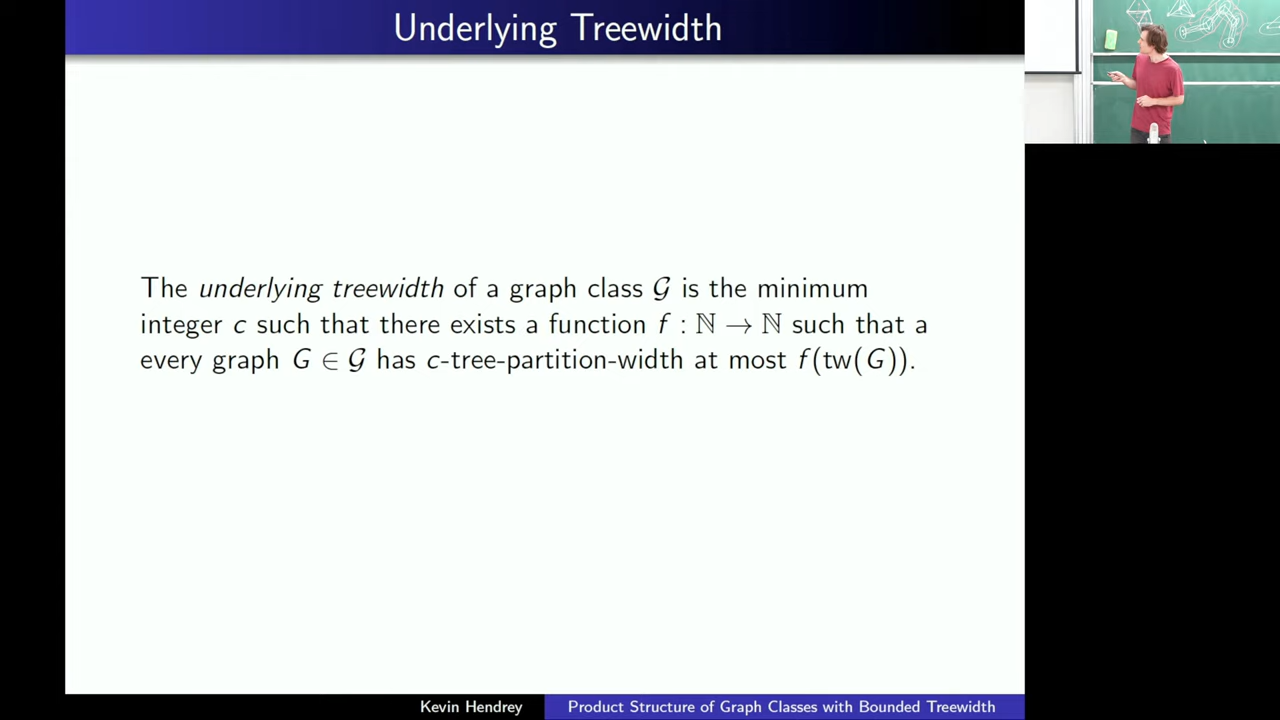 Underlying Treewidth
The underlying treewidth of a graph class 𝒢 is the minimum
integer c such that there exists a function f : ℕ → ℕ such that a
every graph G ∈ 𝒢 has c-tree-partition-width at most f(tw(G)).
Kevin Hendrey
Product Structure of Graph Classes with Bounded Treewidth